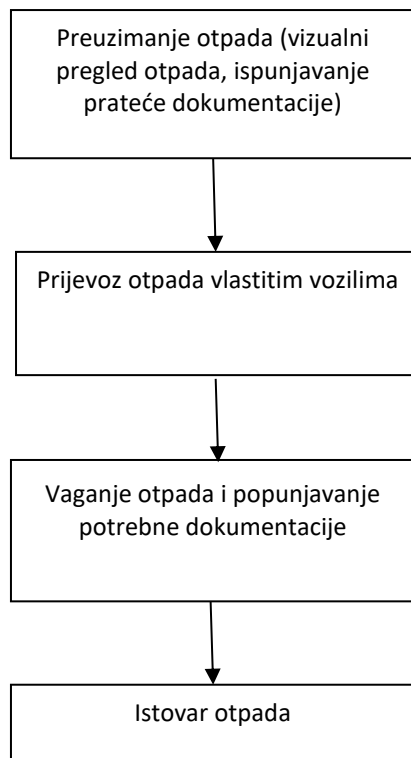 Preuzimanje otpada (vizualni
pregled otpada, ispunjavanje
prateće dokumentacije)
Prijevoz otpada vlastitim vozilima
Vaganje otpada i popunjavanje
potrebne dokumentacije
Istovar otpada